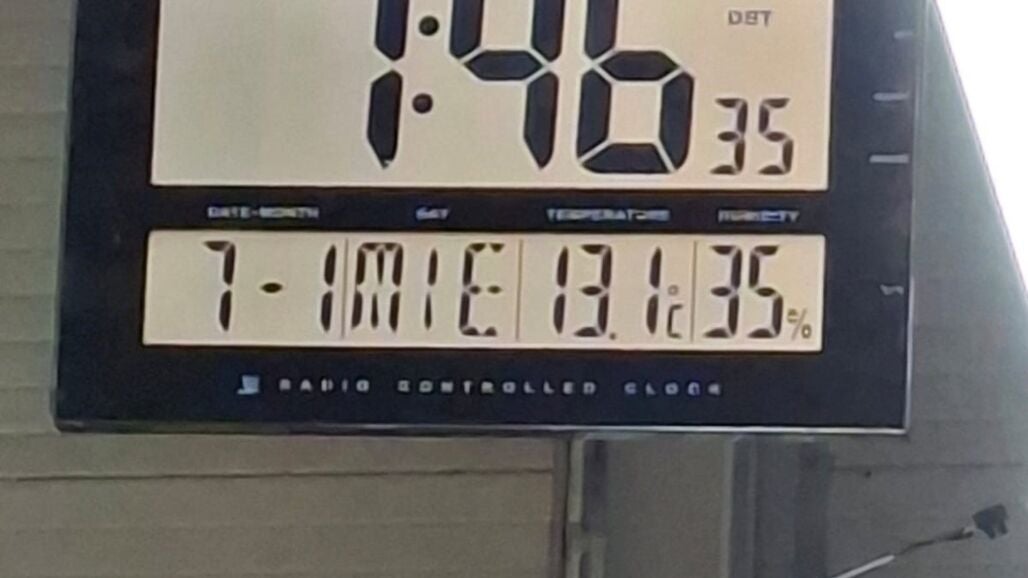 DST
1:46 35
DATE-MONTH DAY TEMPERATURE HUMIDITY
7-1 MIE 13.1°C 35%
RADIO CONTROLLED CLOCK